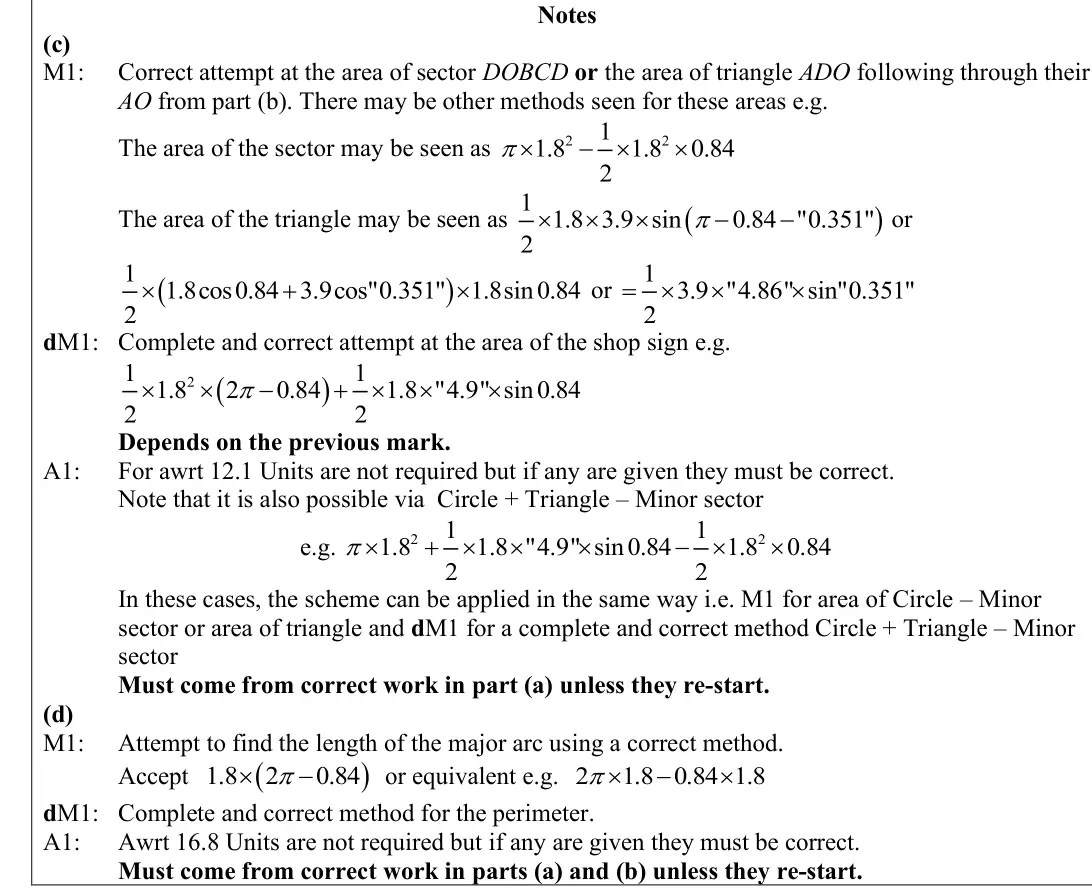 Notes
(c)
M1: Correct attempt at the area of sector DOBCD or the area of triangle ADO following through their
AO from part (b). There may be other methods seen for these areas e.g.
The area of the sector may be seen as π×1.8² − 1/2 ×1.8² ×0.84
The area of the triangle may be seen as 1/2 ×1.8×3.9×sin(π−0.84−"0.351") or
1/2 ×(1.8cos0.84+3.9cos"0.351")×1.8sin0.84 or = 1/2 ×3.9×"4.86"×sin"0.351"
dM1: Complete and correct attempt at the area of the shop sign e.g.
1/2 ×1.8² ×(2π−0.84)+ 1/2 ×1.8×"4.9"×sin0.84
Depends on the previous mark.
A1: For awrt 12.1 Units are not required but if any are given they must be correct.
Note that it is also possible via Circle + Triangle – Minor sector
e.g. π×1.8² + 1/2 ×1.8×"4.9"×sin0.84− 1/2 ×1.8² ×0.84
In these cases, the scheme can be applied in the same way i.e. M1 for area of Circle – Minor
sector or area of triangle and dM1 for a complete and correct method Circle + Triangle – Minor
sector
Must come from correct work in part (a) unless they re-start.
(d)
M1: Attempt to find the length of the major arc using a correct method.
Accept 1.8×(2π−0.84) or equivalent e.g. 2π×1.8−0.84×1.8
dM1: Complete and correct method for the perimeter.
A1: Awrt 16.8 Units are not required but if any are given they must be correct.
Must come from correct work in parts (a) and (b) unless they re-start.